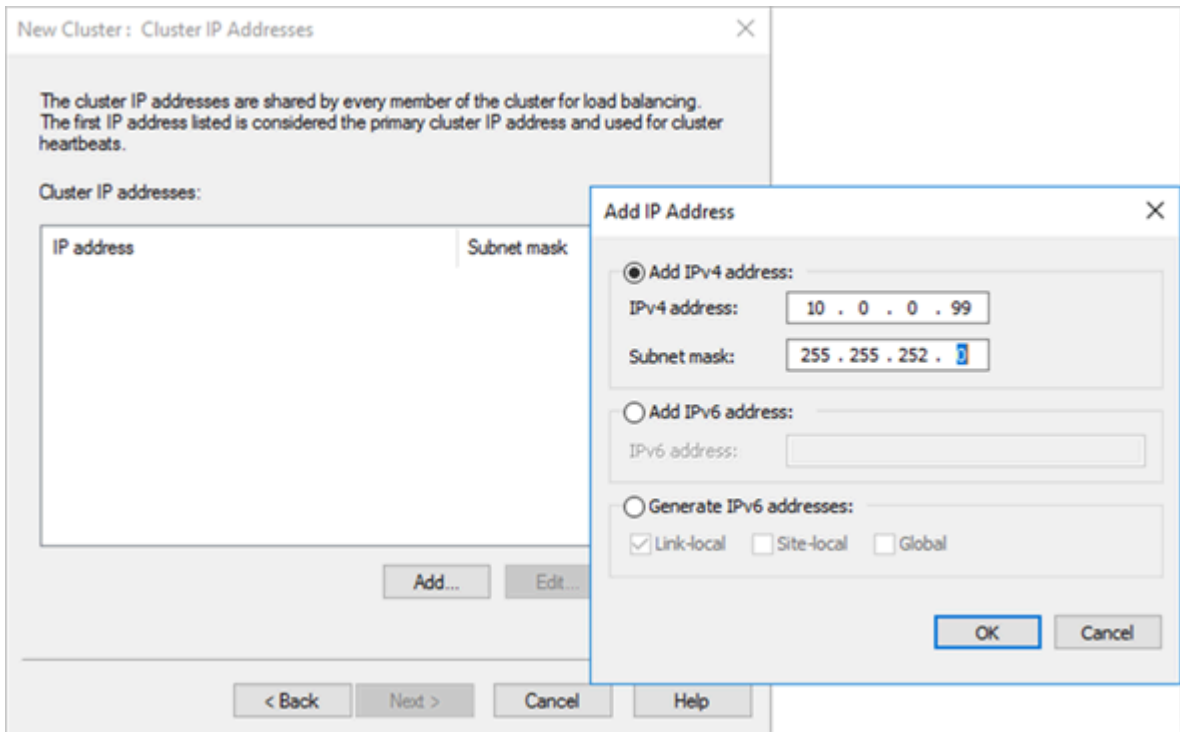 New Cluster: Cluster IP Addresses
The cluster IP addresses are shared by every member of the cluster for load balancing.
The first IP address listed is considered the primary cluster IP address and used for cluster
heartbeats.
Cluster IP addresses:
IP address Subnet mask
Add... Edit...
< Back Next > Cancel Help
Add IP Address
Add IPv4 address:
IPv4 address: 10 . 0 . 0 . 99
Subnet mask: 255 . 255 . 252 . 0
Add IPv6 address:
IPv6 address:
Generate IPv6 addresses:
Link-local Site-local Global
OK Cancel